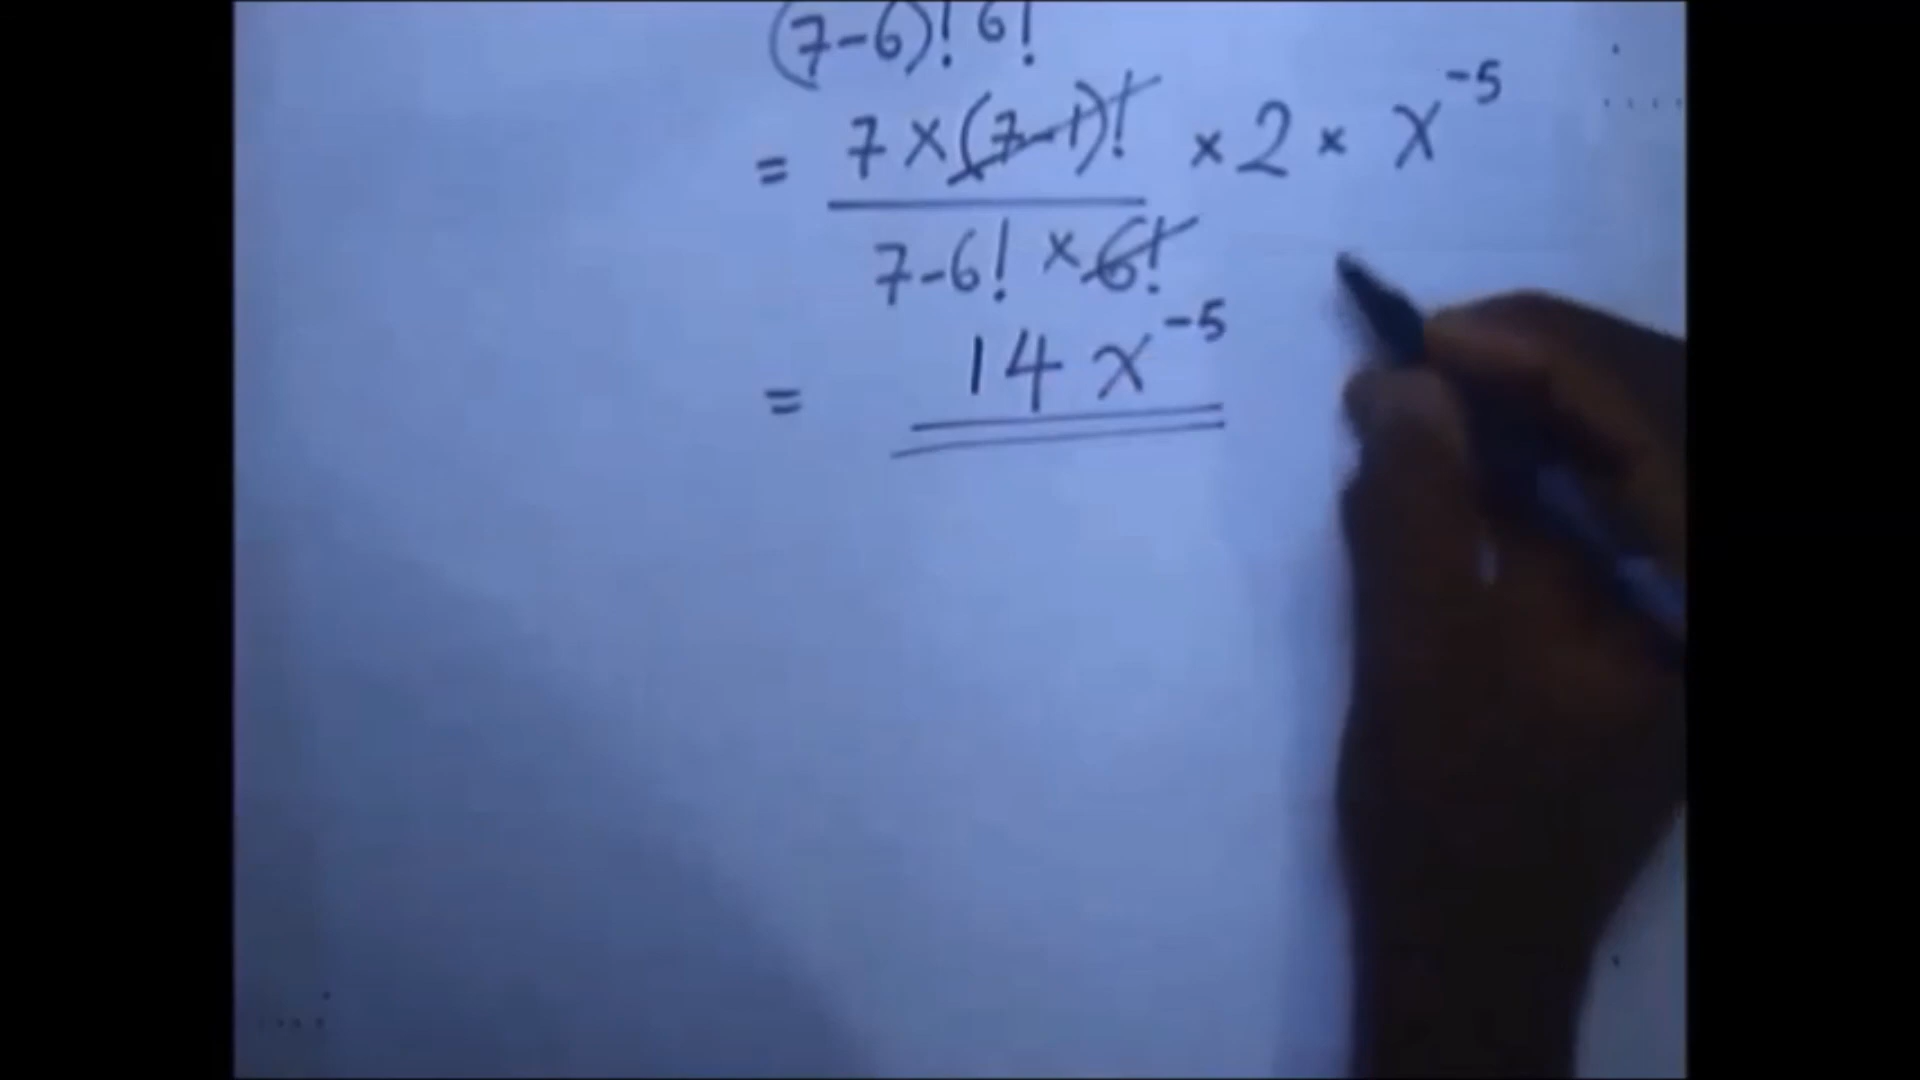 (7-6)! 6!
= 7×(7-1)! × 2 × x⁻⁵
7-6! × 6!
= 14 x⁻⁵